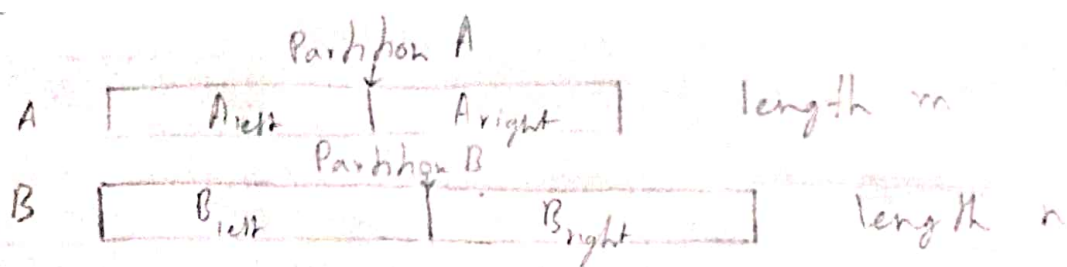 Partition A
A Aleft Aright length m
Partition B
B Bleft Bright length n